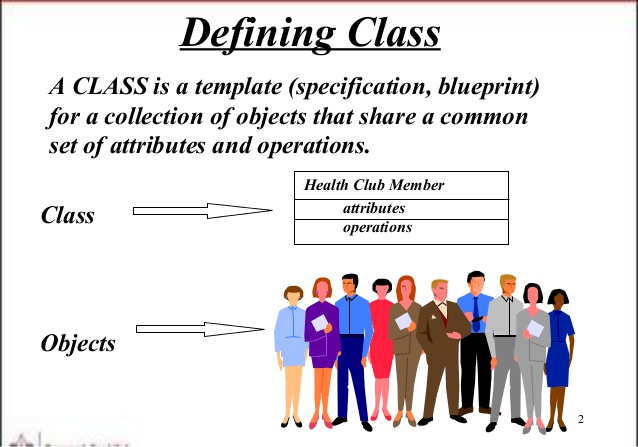 Defining Class
A CLASS is a template (specification, blueprint)
for a collection of objects that share a common
set of attributes and operations.
Class
Health Club Member
attributes
operations
Objects
2